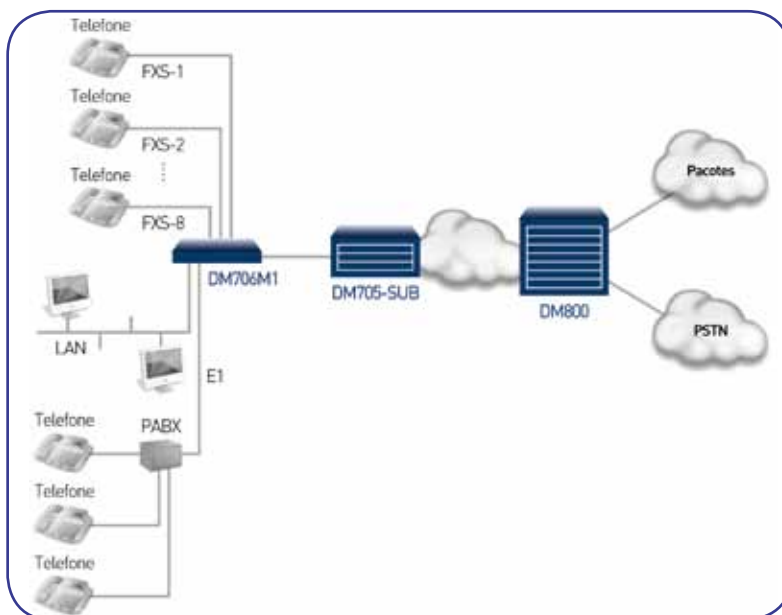 Telefone
FXS-1
Telefone
FXS-2
Telefone
FXS-8
DM706M1
DM705-SUB
DM800
Pacotes
PSTN
LAN
E1
Telefone
PABX
Telefone
Telefone